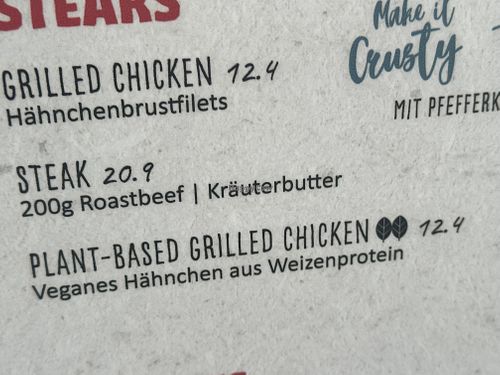 STEAKS
GRILLED CHICKEN 12.4
Hähnchenbrustfilets
STEAK 20.9
200g Roastbeef | Kräuterbutter
PLANT-BASED GRILLED CHICKEN 12.4
Veganes Hähnchen aus Weizenprotein
Make it
Crusty
MIT PFEFFERK